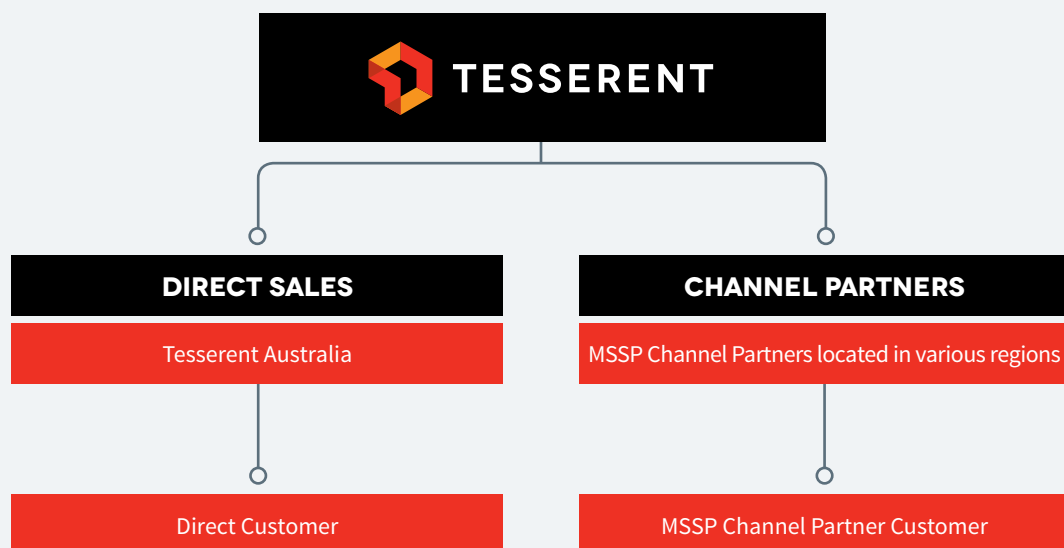 TESSERENT
DIRECT SALES
Tesserent Australia
Direct Customer
CHANNEL PARTNERS
MSSP Channel Partners located in various regions
MSSP Channel Partner Customer